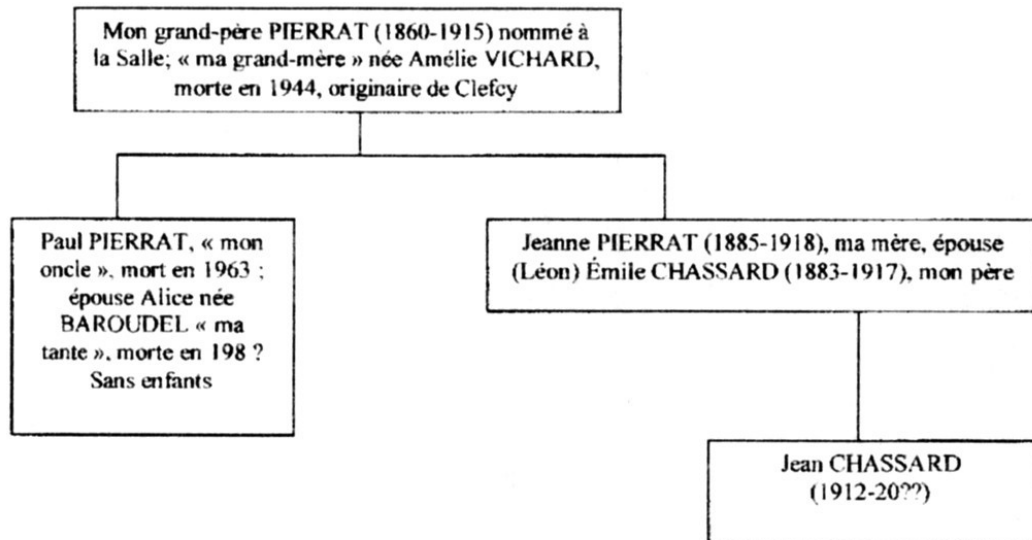 Mon grand-père PIERRAT (1860-1915) nommé à
la Salle; « ma grand-mère » née Amélie VICHARD,
morte en 1944, originaire de Clefcy
Paul PIERRAT, « mon
oncle », mort en 1963 ;
épouse Alice née
BAROUDEL « ma
tante », morte en 198 ?
Sans enfants
Jeanne PIERRAT (1885-1918), ma mère, épouse
(Léon) Émile CHASSARD (1883-1917), mon père
Jean CHASSARD
(1912-20??)